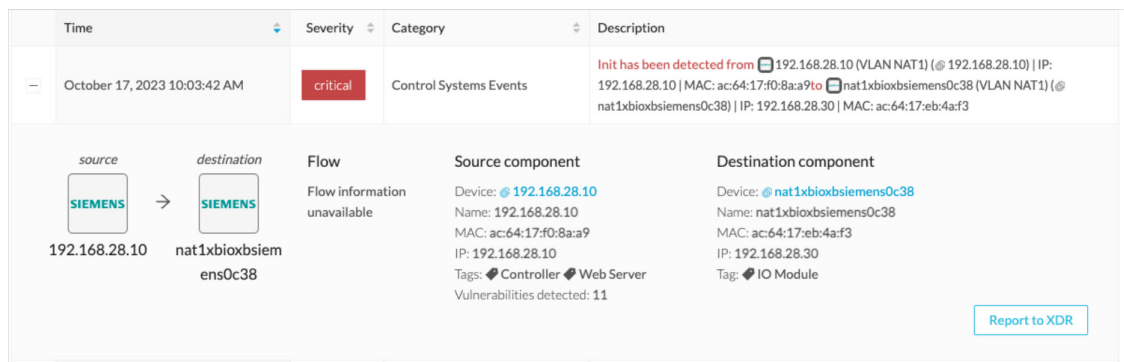 Time Severity Category Description
October 17, 2023 10:03:42 AM critical Control Systems Events
Init has been detected from 192.168.28.10 (VLAN NAT1) ( 192.168.28.10) | IP:
192.168.28.10 | MAC: ac:64:17:f0:8a:a9to nat1xbioxbsiemens0c38 (VLAN NAT1) (
nat1xbioxbsiemens0c38) | IP: 192.168.28.30 | MAC: ac:64:17:eb:4a:f3
source destination
SIEMENS SIEMENS
192.168.28.10 nat1xbioxbsiem
ens0c38
Flow
Flow information
unavailable
Source component
Device: 192.168.28.10
Name: 192.168.28.10
MAC: ac:64:17:f0:8a:a9
IP: 192.168.28.10
Tags: Controller Web Server
Vulnerabilities detected: 11
Destination component
Device: nat1xbioxbsiemens0c38
Name: nat1xbioxbsiemens0c38
MAC: ac:64:17:eb:4a:f3
IP: 192.168.28.30
Tag: IO Module
Report to XDR